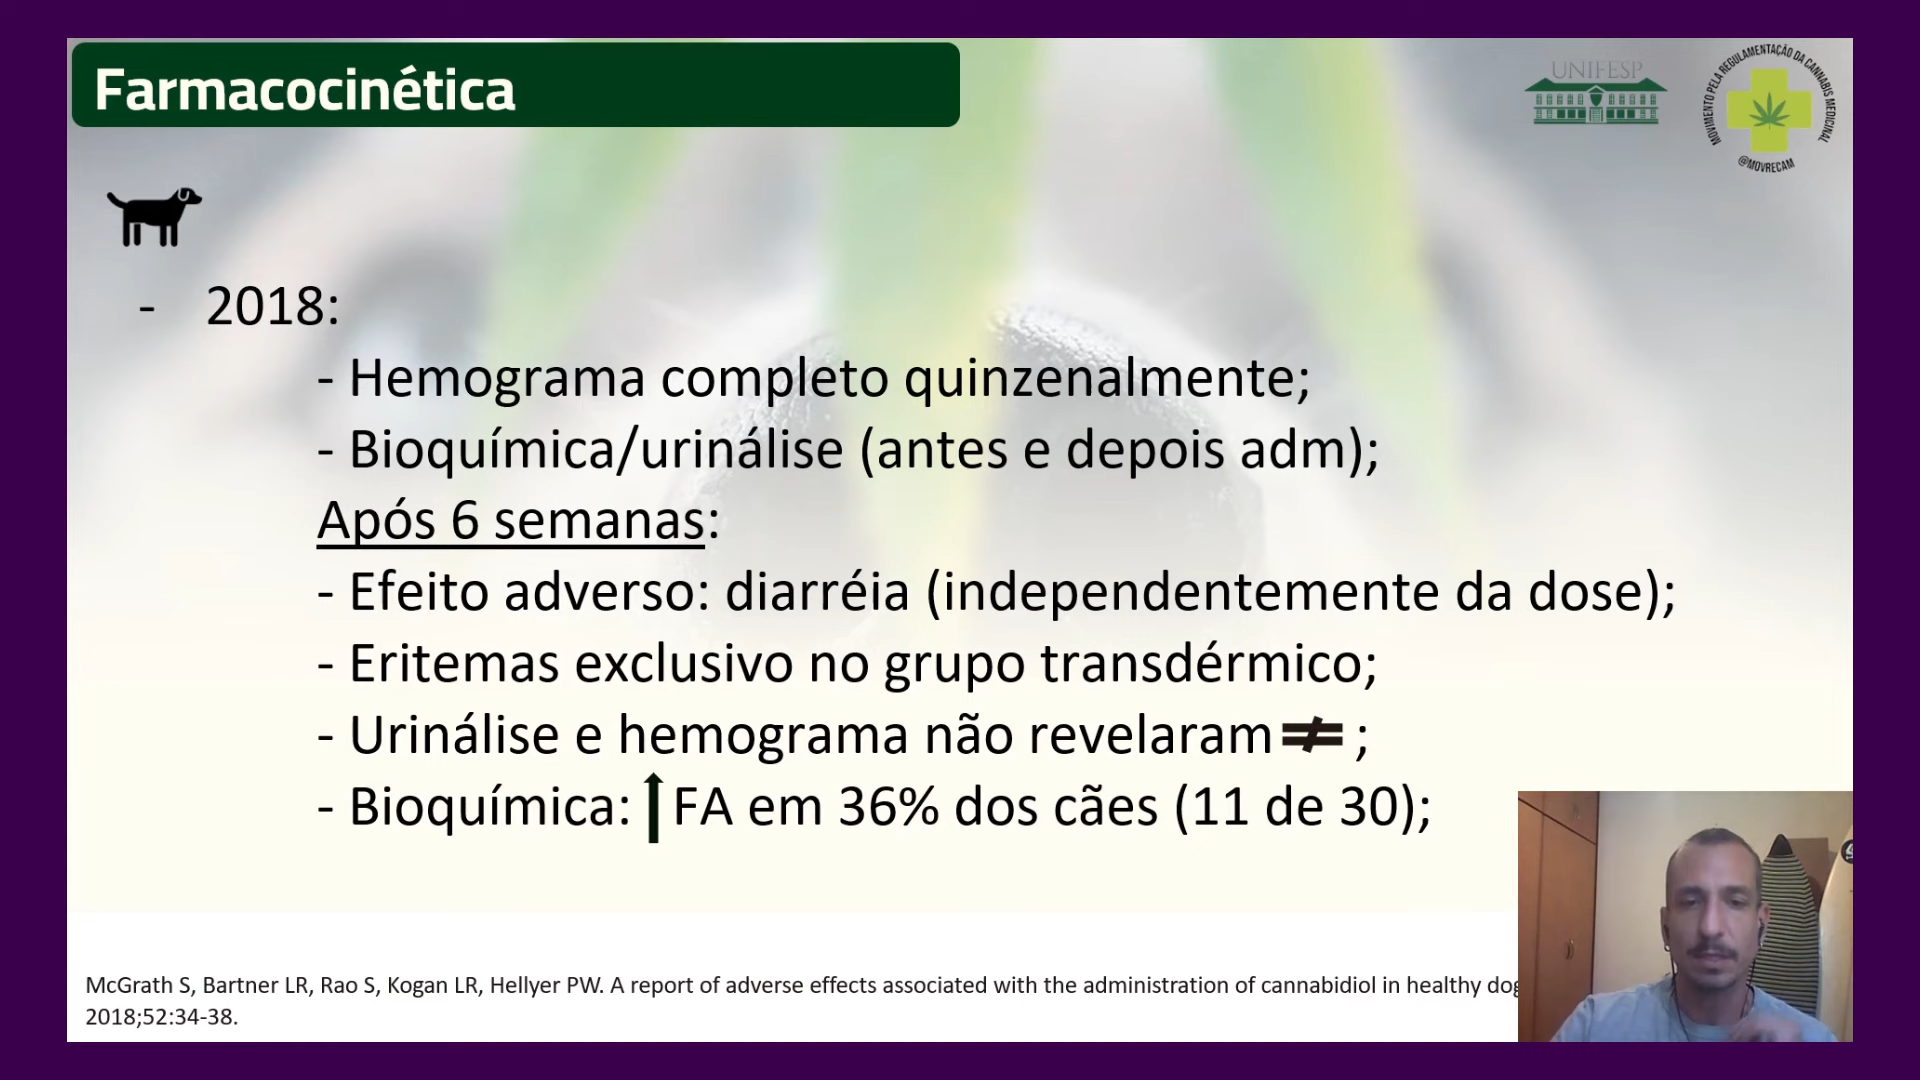 Farmacocinética
UNIFESP
MOVIMENTO PELA REGULAMENTAÇÃO DA CANNABIS MEDICINAL
@MOVRECAM
- 2018:
- Hemograma completo quinzenalmente;
- Bioquímica/urinálise (antes e depois adm);
Após 6 semanas:
- Efeito adverso: diarréia (independentemente da dose);
- Eritemas exclusivo no grupo transdérmico;
- Urinálise e hemograma não revelaram ≠ ;
- Bioquímica: ↑ FA em 36% dos cães (11 de 30);
McGrath S, Bartner LR, Rao S, Kogan LR, Hellyer PW. A report of adverse effects associated with the administration of cannabidiol in healthy
2018;52:34-38.